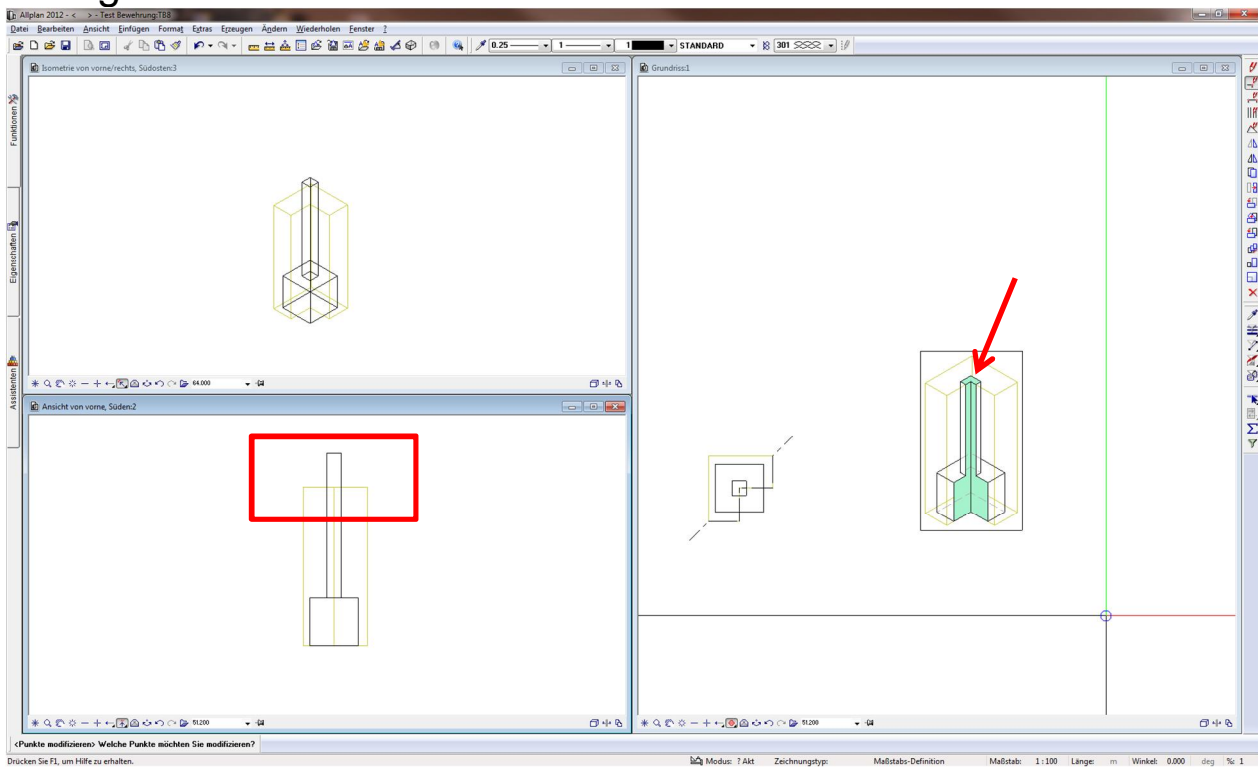 Allplan 2012 - < > - Test Bewehrung:TB8
Datei Bearbeiten Ansicht Einfügen Format Extras Erzeugen Ändern Wiederholen Fenster ?
0.25 1 1 STANDARD 301
Isometrie von vorne/rechts, Südosten:3
Grundriss:1
Funktionen
Eigenschaften
Assistenten
64.000
Ansicht von vorne, Süden:2
51.200
51.200
<Punkte modifizieren> Welche Punkte möchten Sie modifizieren?
Drücken Sie F1, um Hilfe zu erhalten. Modus: ? Akt Zeichnungstyp: Maßstabs-Definition Maßstab: 1 : 100 Länge: m Winkel: 0.000 deg %: 1